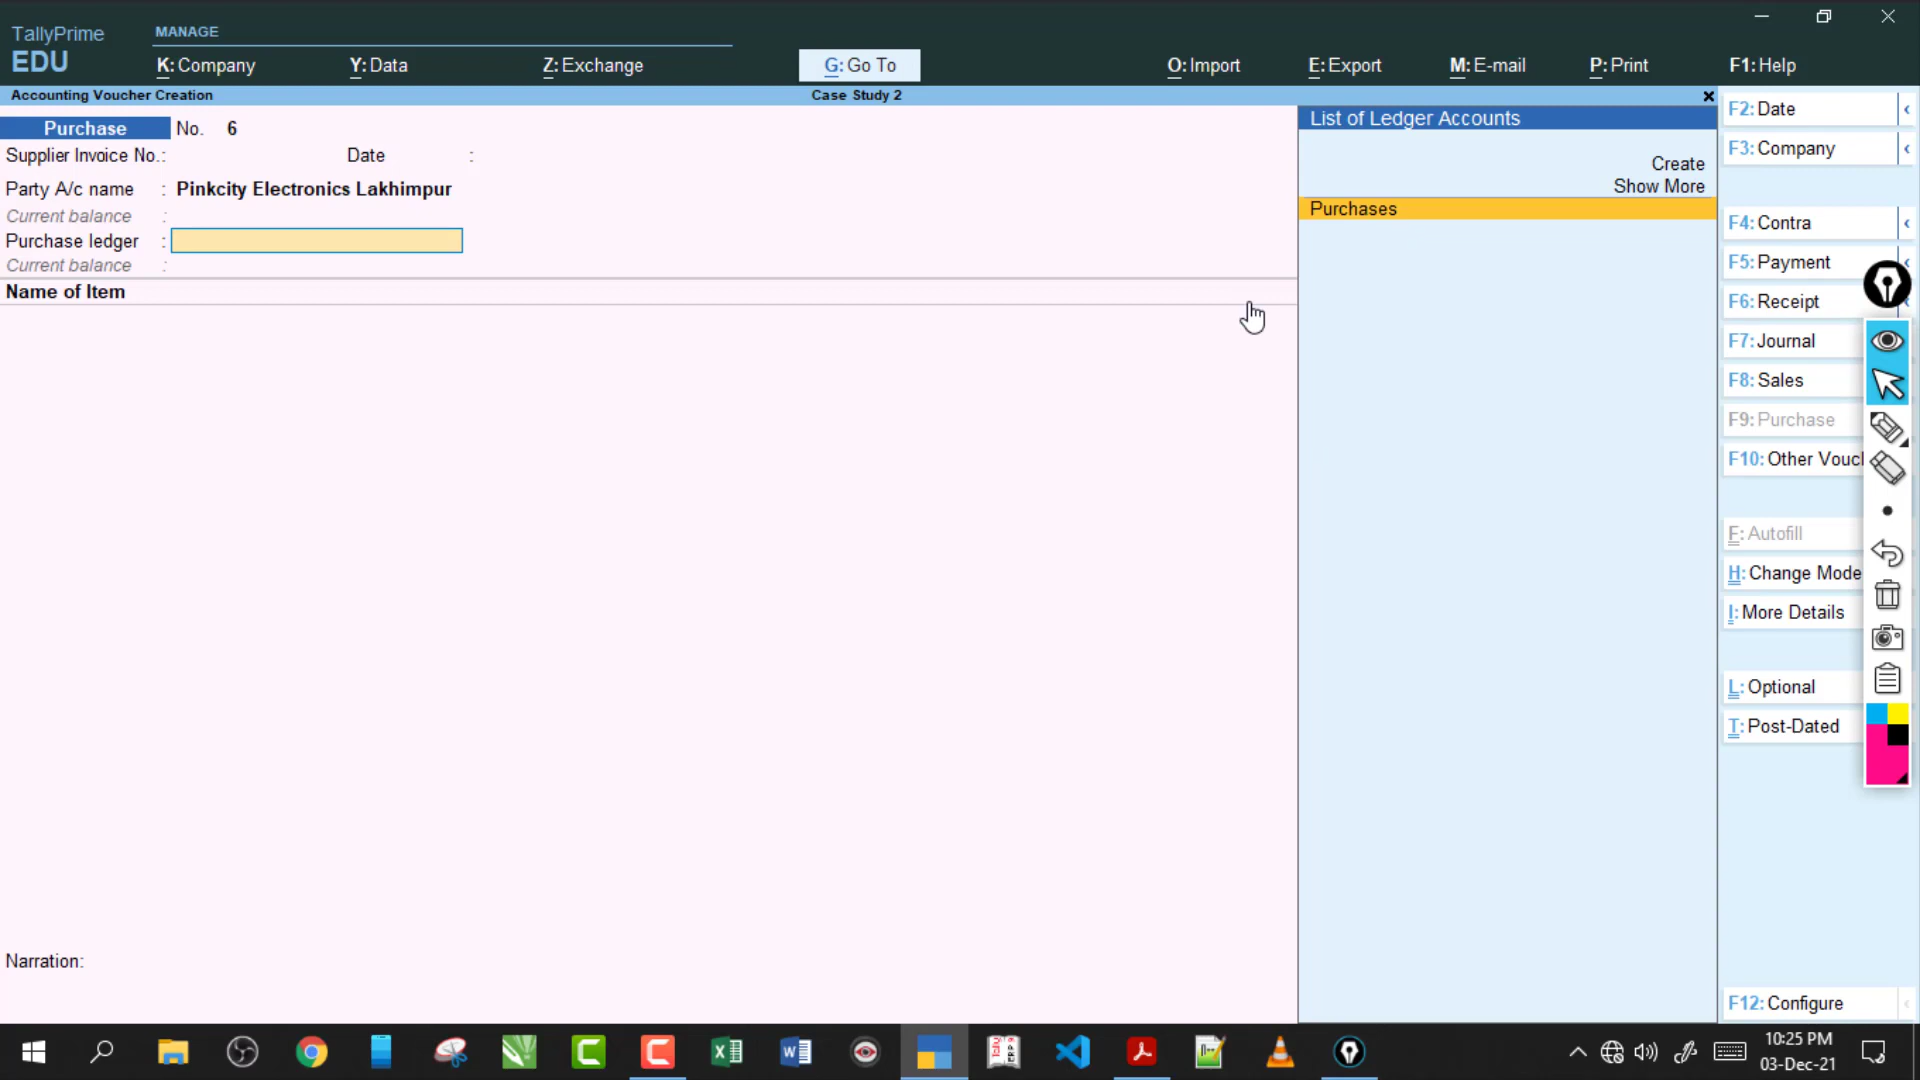 TallyPrime
EDU
MANAGE
K: Company
Y: Data
Z: Exchange
G: Go To
O: Import
E: Export
M: E-mail
P: Print
F1: Help
Accounting Voucher Creation
Case Study 2
Purchase No. 6
Supplier Invoice No.: Date :
Party A/c name : Pinkcity Electronics Lakhimpur
Current balance :
Purchase ledger :
Current balance :
Name of Item
Narration:
List of Ledger Accounts
Create
Show More
Purchases
F2: Date
F3: Company
F4: Contra
F5: Payment
F6: Receipt
F7: Journal
F8: Sales
F9: Purchase
F10: Other Vouc
F: Autofill
H: Change Mode
I: More Details
L: Optional
T: Post-Dated
F12: Configure
10:25 PM
03-Dec-21